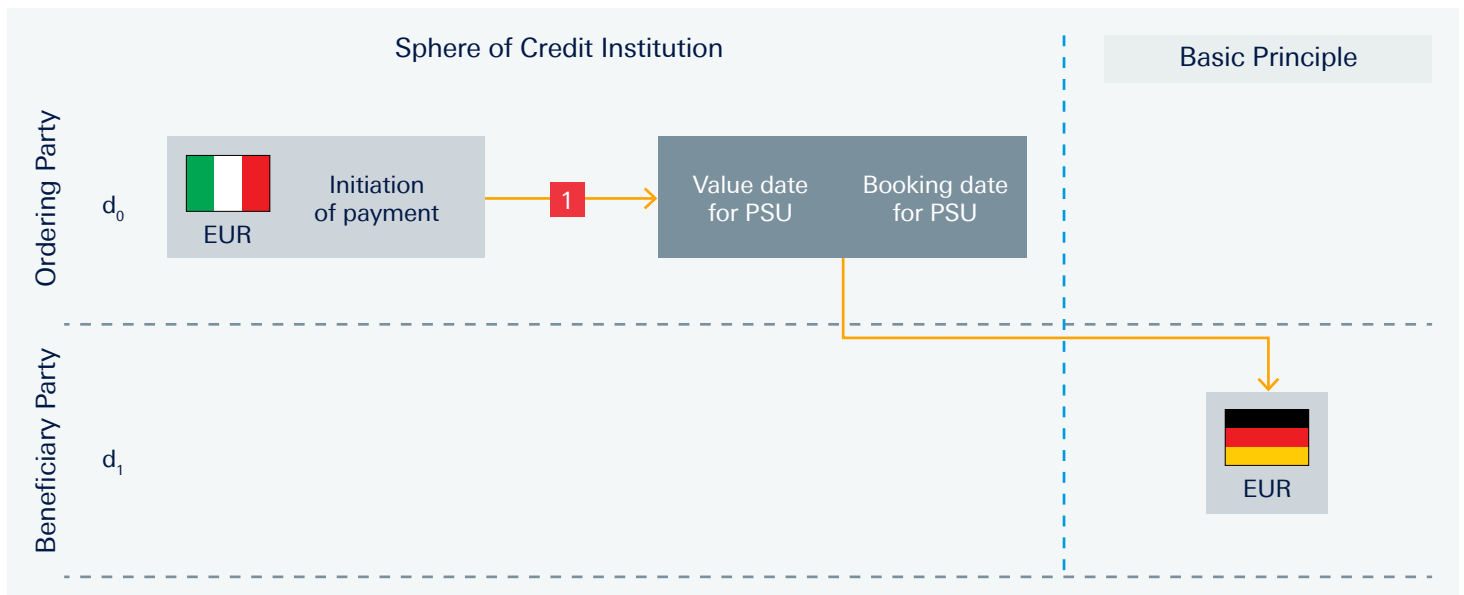 Sphere of Credit Institution
Basic Principle
Ordering Party
d₀
EUR
Initiation
of payment
1
Value date
for PSU
Booking date
for PSU
Beneficiary Party
d₁
EUR